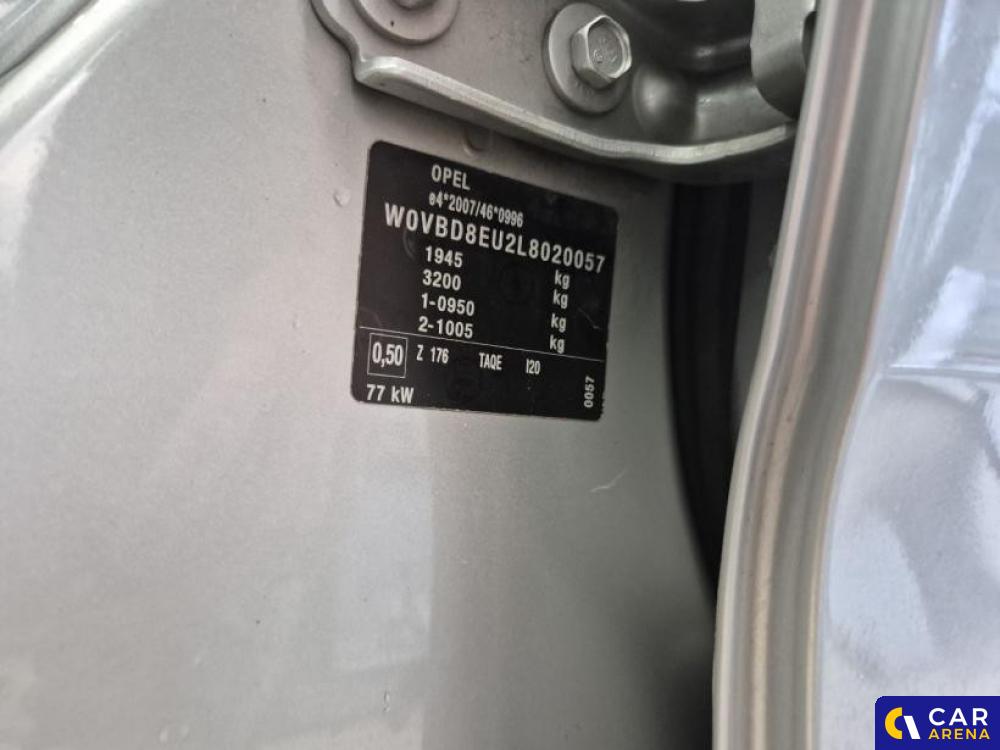 OPEL
e4*2007/46*0996
W0VBD8EU2L8020057
1945 kg
3200 kg
1-0950 kg
2-1005 kg
0,50 Z 176 TAQE I20
77 kW 0057
CAR
ARENA